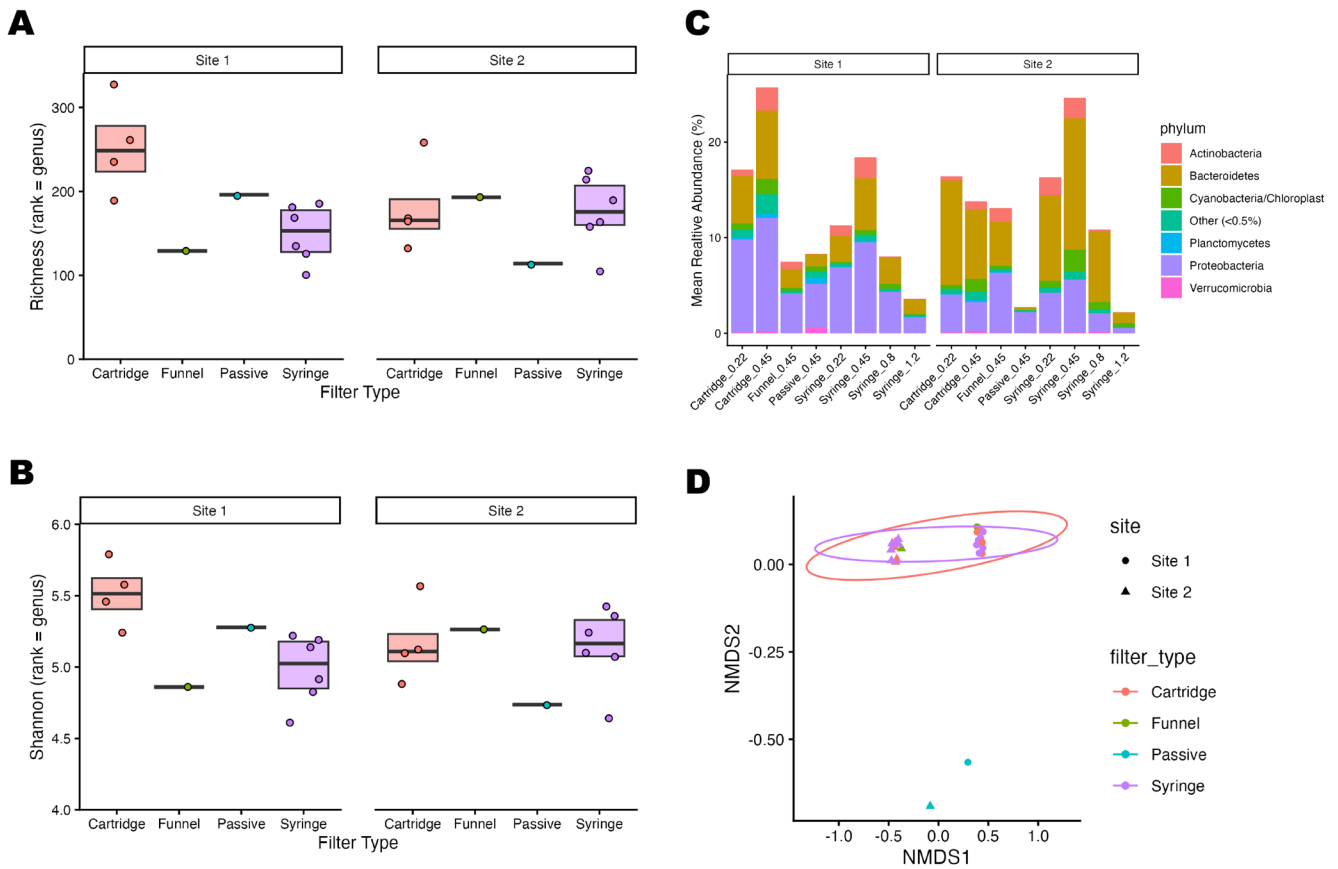 A
Site 1
Site 2
Richness (rank = genus)
300
200
100
0
Cartridge
Funnel
Passive
Syringe
Cartridge
Funnel
Passive
Syringe
Filter Type
B
Site 1
Site 2
Shannon (rank = genus)
6.0
5.5
5.0
4.5
4.0
Cartridge
Funnel
Passive
Syringe
Cartridge
Funnel
Passive
Syringe
Filter Type
C
Site 1
Site 2
Mean Realtive Abundance (%)
20
10
0
Cartridge_0.22
Cartridge_0.45
Funnel_0.45
Passive_0.45
Syringe_0.22
Syringe_0.45
Syringe_0.8
Syringe_1.2
Cartridge_0.22
Cartridge_0.45
Funnel_0.45
Passive_0.45
Syringe_0.22
Syringe_0.45
Syringe_0.8
Syringe_1.2
phylum
Actinobacteria
Bacteroidetes
Cyanobacteria/Chloroplast
Other (<0.5%)
Planctomycetes
Proteobacteria
Verrucomicrobia
D
NMDS2
0.00
-0.25
-0.50
-1.0
-0.5
0.0
0.5
1.0
NMDS1
site
Site 1
Site 2
filter_type
Cartridge
Funnel
Passive
Syringe